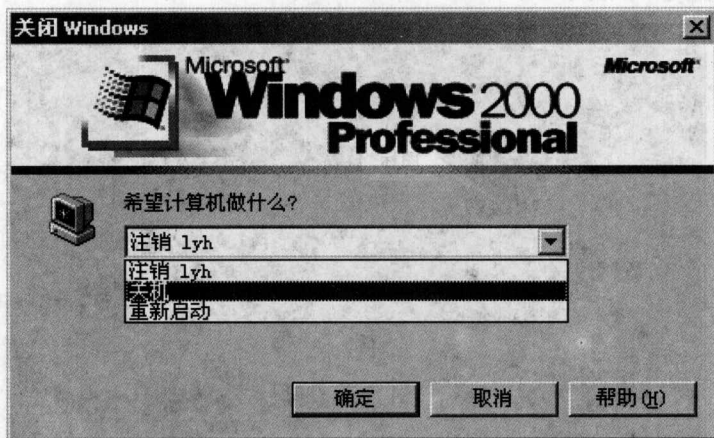 关闭 Windows
Microsoft
Microsoft
Windows 2000
Professional
希望计算机做什么?
注销 lyh
注销 lyh
关机
重新启动
确定
取消
帮助(H)